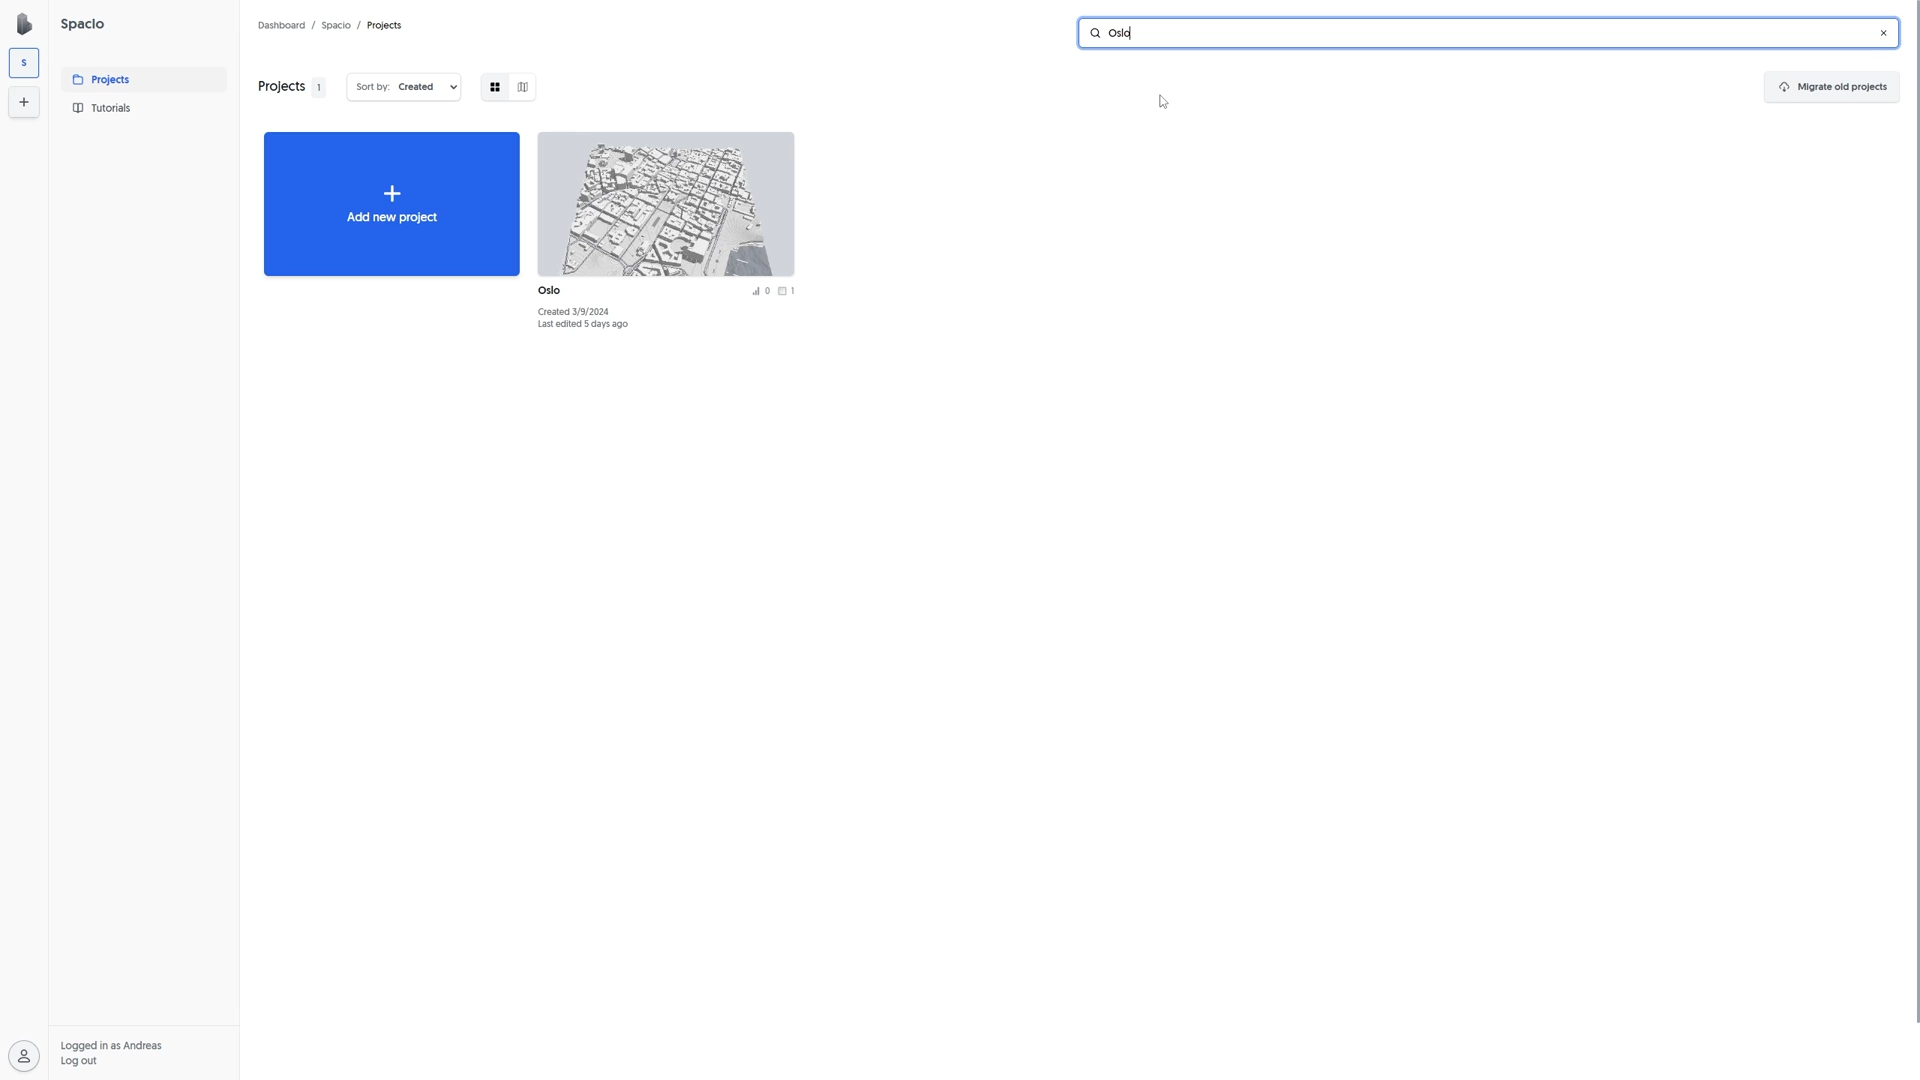 Spacio
Dashboard / Spacio / Projects
Oslo
S
Projects
Tutorials
Projects 1
Sort by: Created
Migrate old projects
Add new project
Oslo
0 1
Created 3/9/2024
Last edited 5 days ago
Logged in as Andreas
Log out